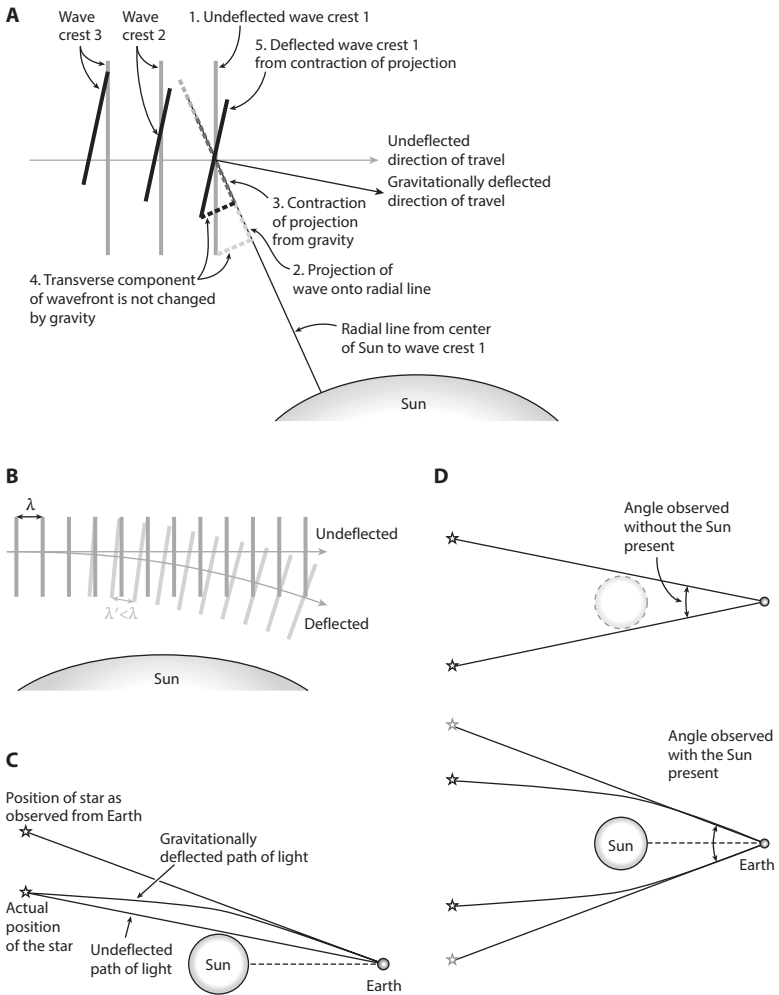 A
Wave
crest 3
Wave
crest 2
1. Undeflected wave crest 1
5. Deflected wave crest 1
from contraction of projection
Undeflected
direction of travel
Gravitationally deflected
direction of travel
3. Contraction
of projection
from gravity
2. Projection of
wave onto radial line
4. Transverse component
of wavefront is not changed
by gravity
Radial line from center
of Sun to wave crest 1
Sun
B
λ
Undeflected
λ′<λ
Deflected
Sun
C
Position of star as
observed from Earth
Gravitationally
deflected path of light
Actual
position
of the star
Undeflected
path of light
Sun
Earth
D
Angle observed
without the Sun
present
Angle observed
with the Sun
present
Sun
Earth